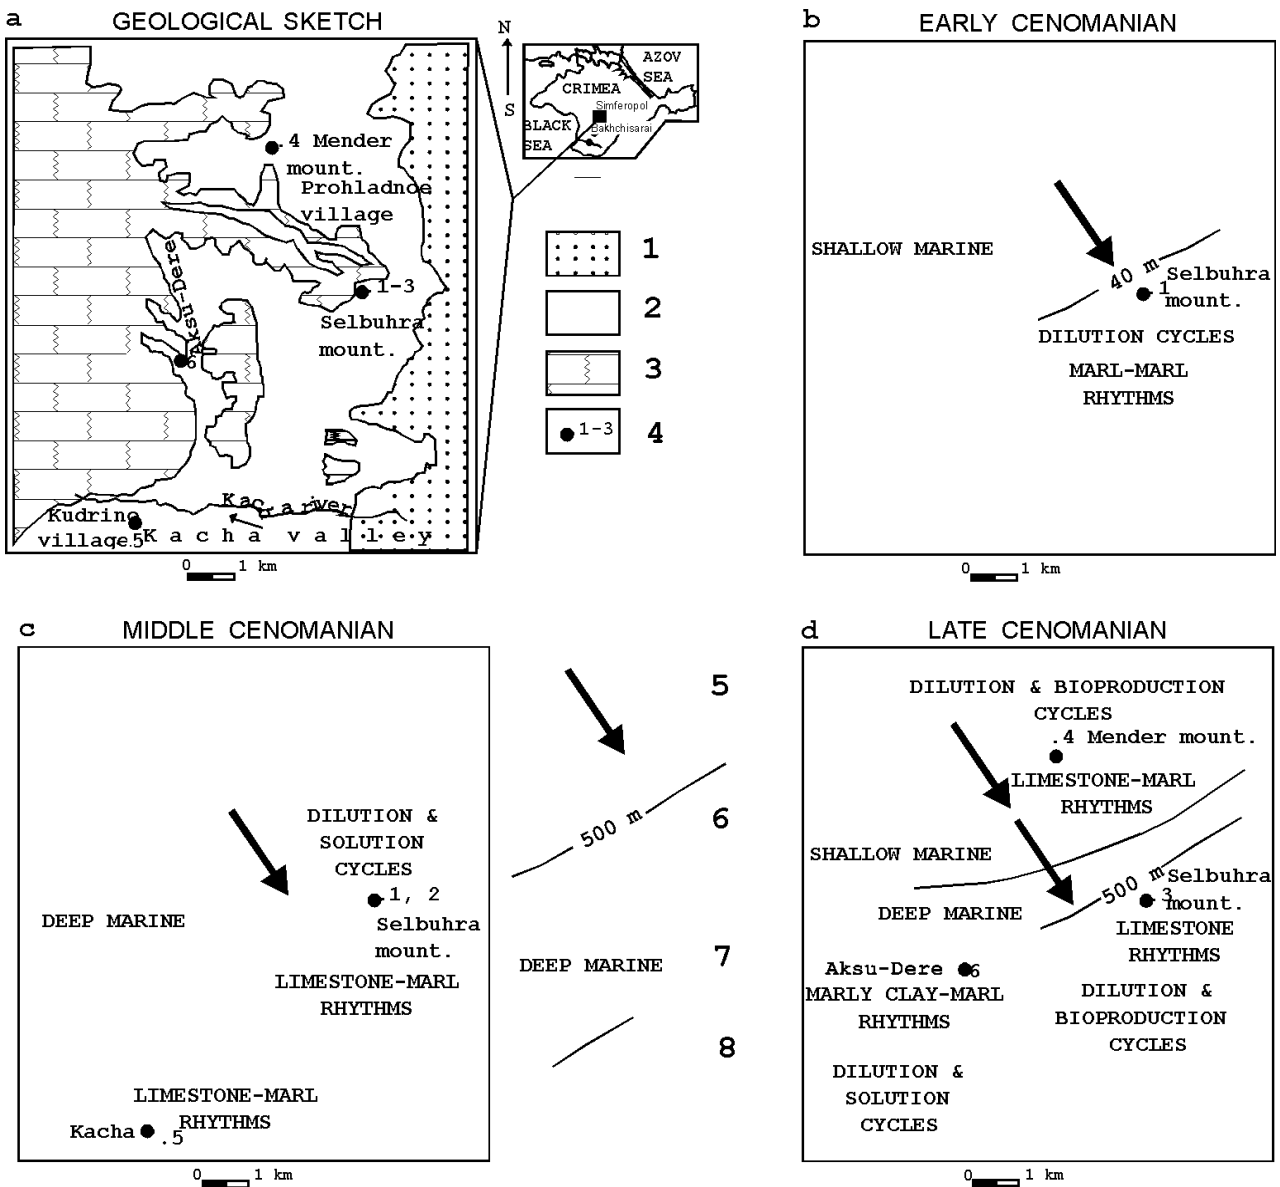 a
GEOLOGICAL SKETCH
N
S
AZOV
SEA
CRIMEA
Simferopol
Bakhchisarai
BLACK
SEA
.4 Mender
mount.
Prohladnoe
village
Aksu-Dere
1-3
Selbuhra
mount.
6
Kacha river
Kudrino
village.5
Kacha valley
0 1 km
1
2
3
1-3 4
b
EARLY CENOMANIAN
SHALLOW MARINE
40 m
Selbuhra
1 mount.
DILUTION CYCLES
MARL-MARL
RHYTHMS
0 1 km
c
MIDDLE CENOMANIAN
DILUTION &
SOLUTION
CYCLES
1, 2
DEEP MARINE
Selbuhra
mount.
LIMESTONE-MARL
RHYTHMS
LIMESTONE-MARL
RHYTHMS
Kacha .5
0 1 km
5
500 m 6
7
DEEP MARINE
8
d
LATE CENOMANIAN
DILUTION & BIOPRODUCTION
CYCLES
.4 Mender mount.
LIMESTONE-MARL
RHYTHMS
SHALLOW MARINE
500 m
Selbuhra
3 mount.
DEEP MARINE
LIMESTONE
RHYTHMS
Aksu-Dere 6
MARLY CLAY-MARL
RHYTHMS
DILUTION &
BIOPRODUCTION
CYCLES
DILUTION &
SOLUTION
CYCLES
0 1 km